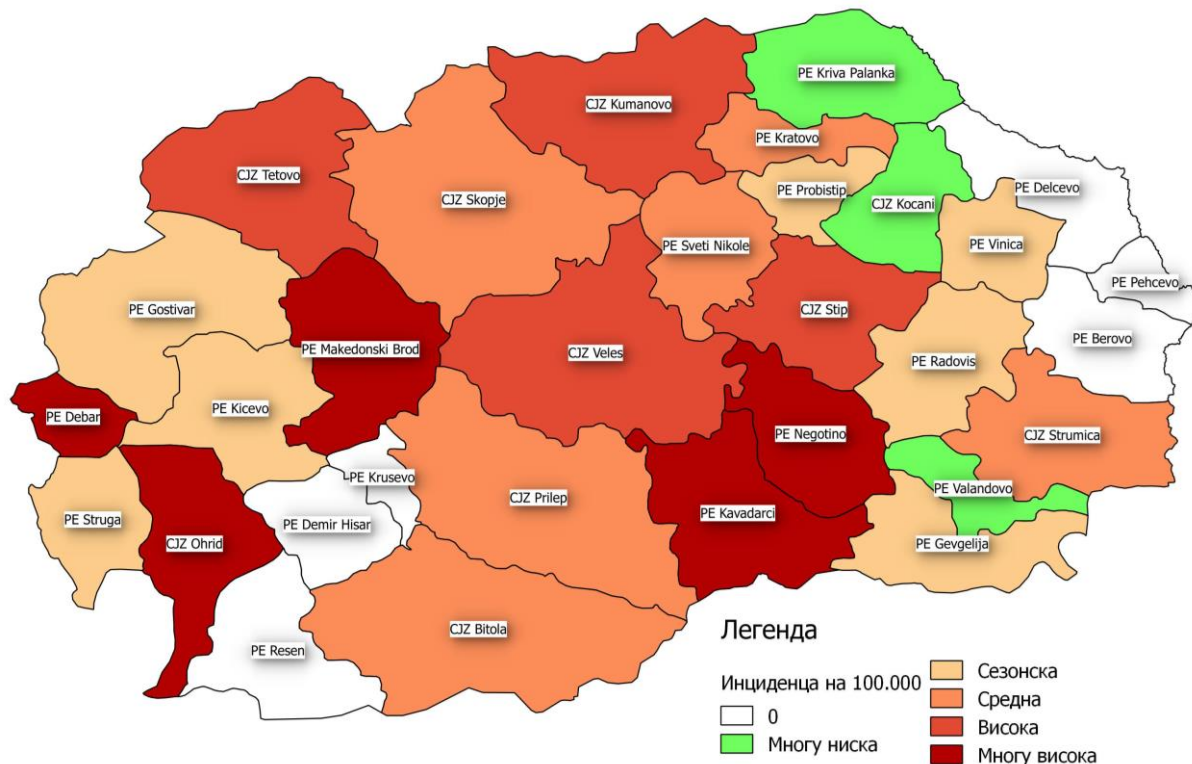 PE Kriva Palanka
CJZ Kumanovo
PE Kratovo
CJZ Tetovo
CJZ Skopje
PE Probistip
CJZ Kocani
PE Delcevo
PE Sveti Nikole
PE Vinica
PE Pehcevo
PE Gostivar
CJZ Stip
PE Berovo
PE Makedonski Brod
CJZ Veles
PE Radovis
PE Debar
PE Kicevo
PE Negotino
CJZ Strumica
PE Krusevo
PE Valandovo
CJZ Prilep
PE Kavadarci
PE Struga
PE Demir Hisar
CJZ Ohrid
PE Gevgelija
CJZ Bitola
PE Resen
Легенда
Инциденца на 100.000
0
Многу ниска
Сезонска
Средна
Висока
Многу висока